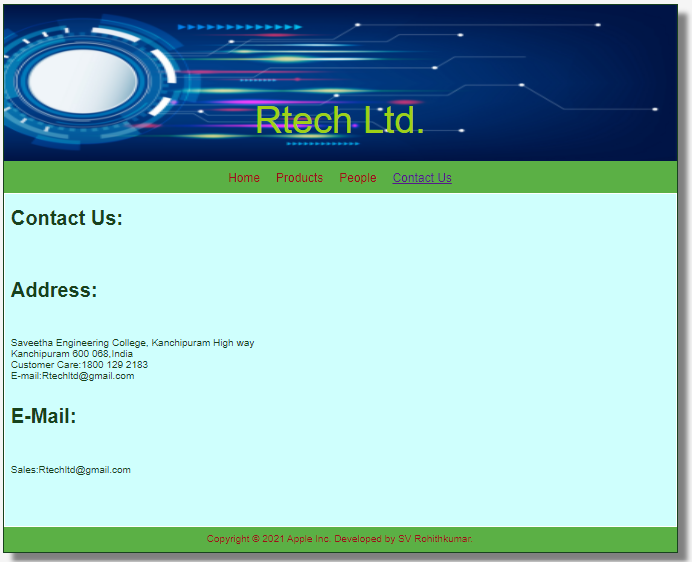 Rtech Ltd.
Home Products People Contact Us
Contact Us:
Address:
Saveetha Engineering College, Kanchipuram High way
Kanchipuram 600 068,India
Customer Care:1800 129 2183
E-mail:Rtechltd@gmail.com
E-Mail:
Sales:Rtechltd@gmail.com
Copyright © 2021 Apple Inc. Developed by SV Rohithkumar.